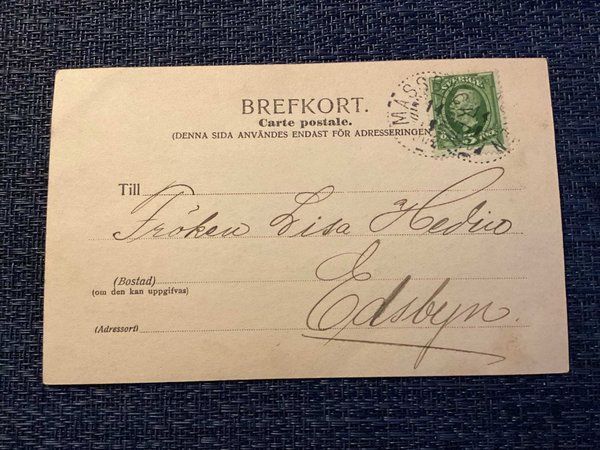 BREFKORT.
Carte postale.
(DENNA SIDA ANVÄNDES ENDAST FÖR ADRESSERINGEN
SVERIGE
Till
Fröken Lisa Hedin
(Bostad)
(om den kan uppgifvas)
Edsbyn.
(Adressort)